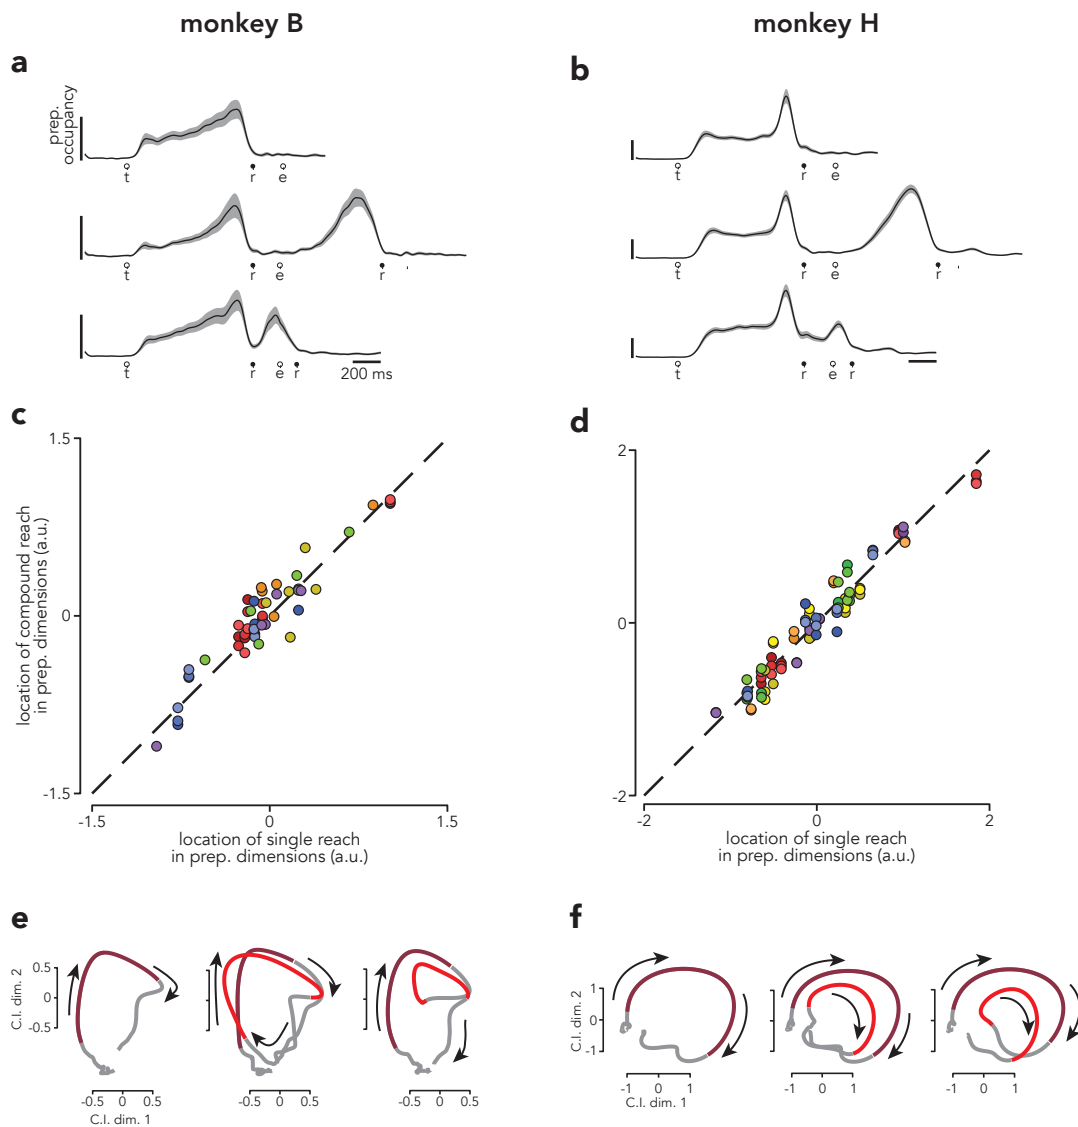 monkey B
monkey H
a
b
prep.
occupancy
t
r
e
t
r
e
t
r
e
r
t
r
e
r
t
r
e
r
200 ms
t
r
e
r
c
d
1.5
0
-1.5
location of compound reach
in prep. dimensions (a.u.)
-1.5
0
1.5
location of single reach
in prep. dimensions (a.u.)
2
0
-2
-2
0
2
location of single reach
in prep. dimensions (a.u.)
e
f
C.I. dim. 2
0.5
0
-0.5
-0.5
0
0.5
C.I. dim. 1
-0.5
0
0.5
-0.5
0
0.5
C.I. dim. 2
1
0
-1
-1
0
1
C.I. dim. 1
-1
0
1
-1
0
1